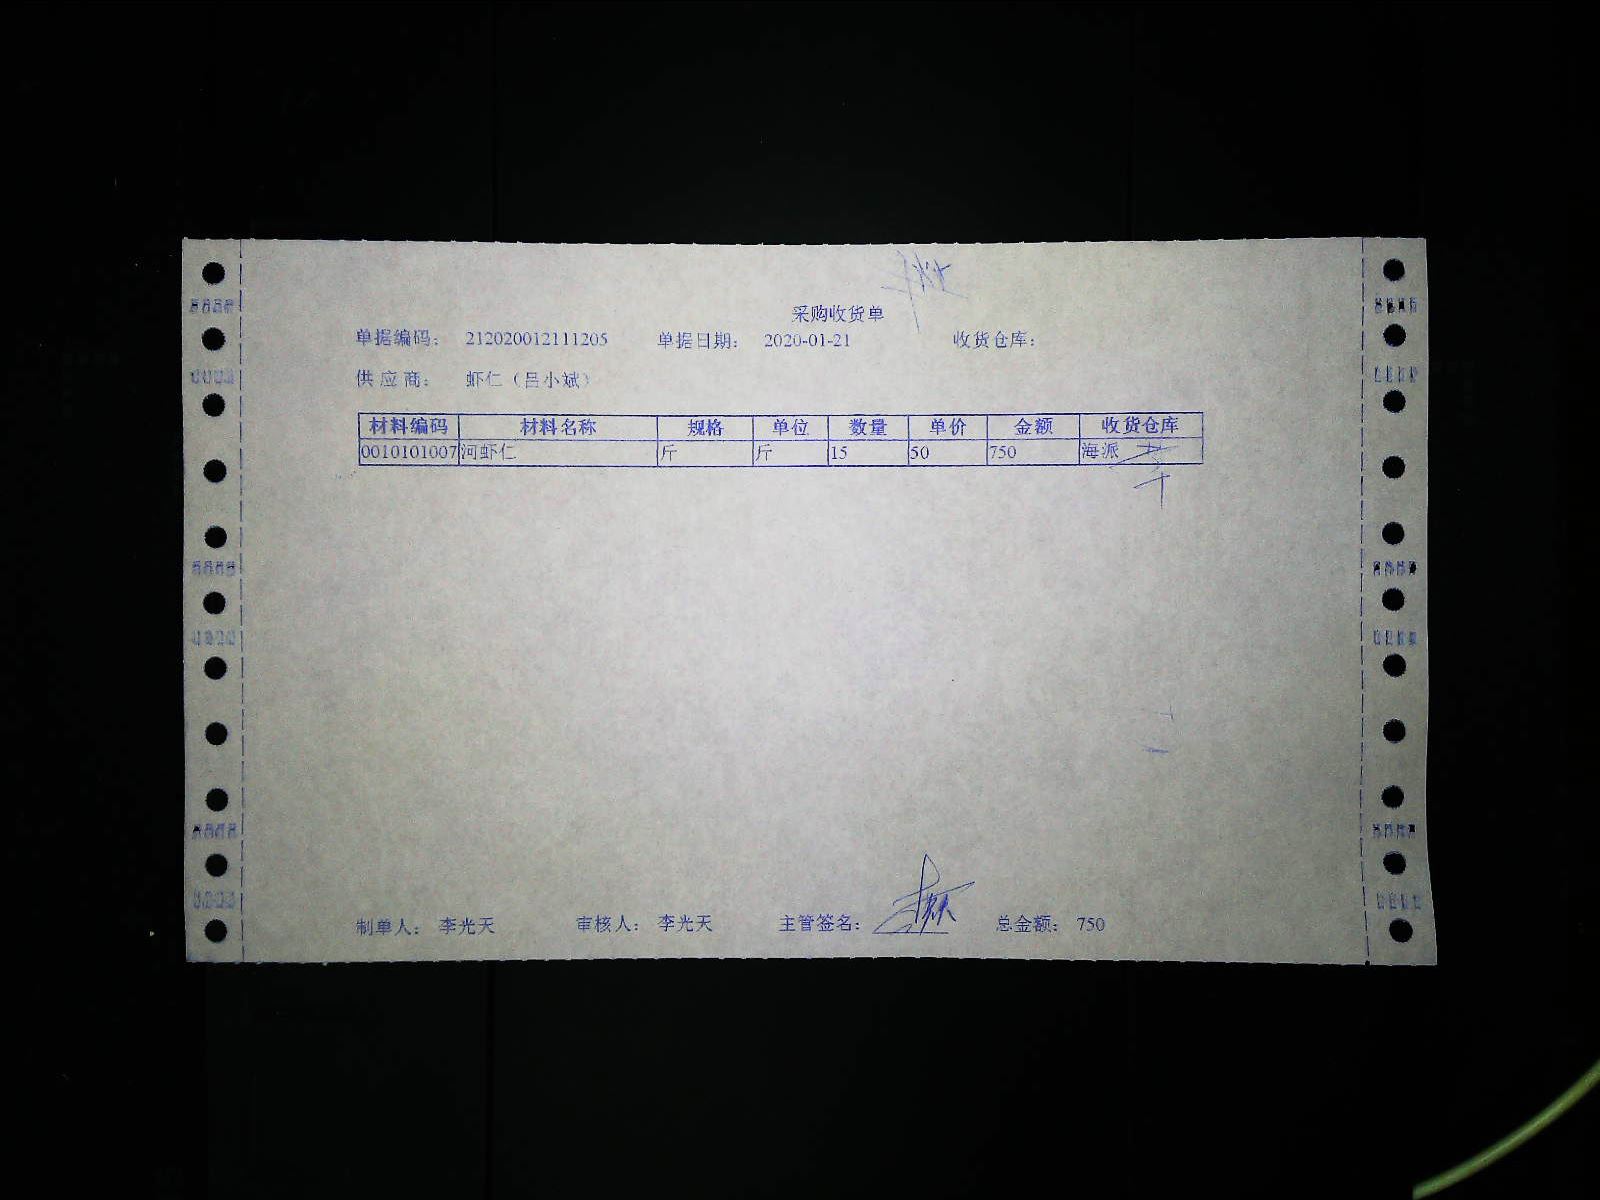 采购收货单
单据编码： 212020012111205 单据日期： 2020-01-21 收货仓库：
供 应 商： 虾仁（吕小斌）
材料编码 材料名称 规格 单位 数量 单价 金额 收货仓库
0010101007 河虾仁 斤 斤 15 50 750 海派
制单人： 李光天 审核人： 李光天 主管签名： 总金额： 750